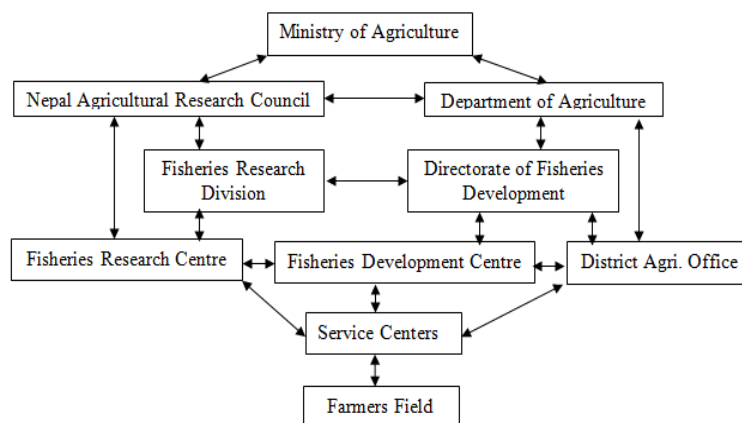 Ministry of Agriculture
Nepal Agricultural Research Council
Department of Agriculture
Fisheries Research
Division
Directorate of Fisheries
Development
Fisheries Research Centre
Fisheries Development Centre
District Agri. Office
Service Centers
Farmers Field